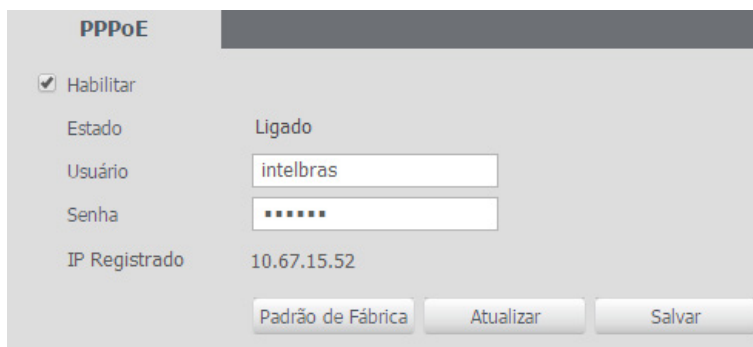 PPPoE
Habilitar
Estado Ligado
Usuário intelbras
Senha ▪▪▪▪▪▪
IP Registrado 10.67.15.52
Padrão de Fábrica Atualizar Salvar